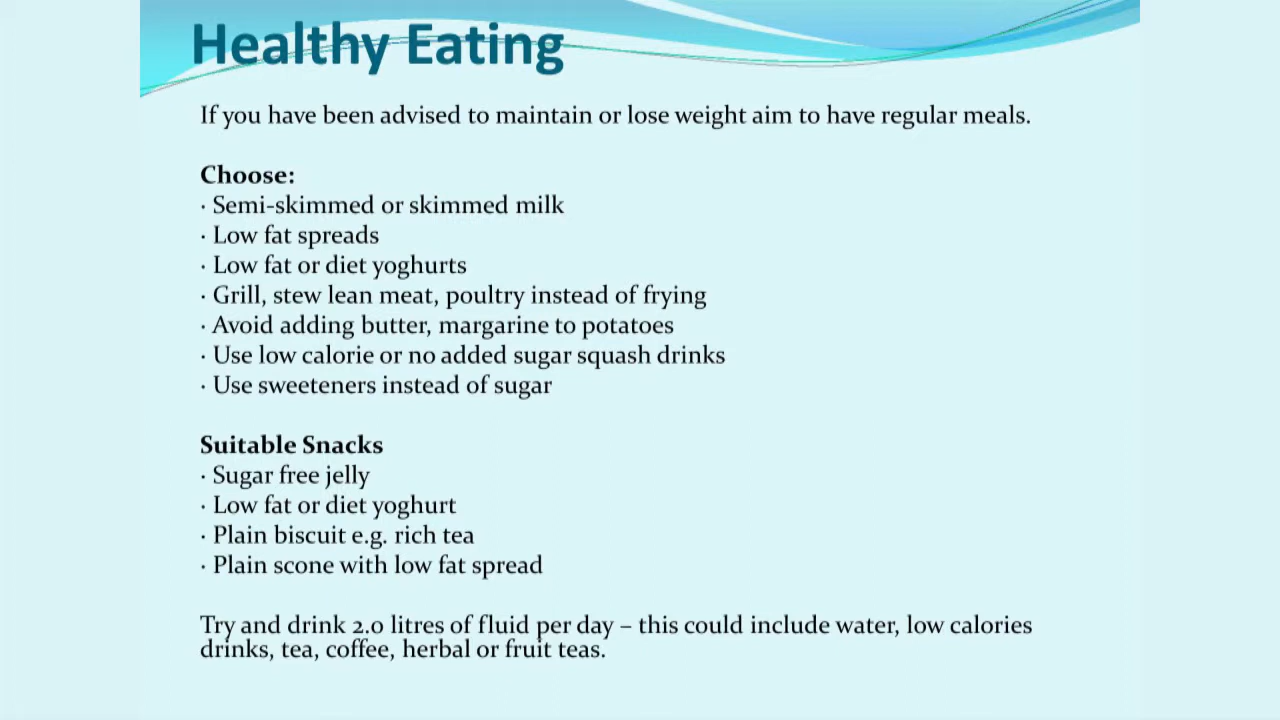 Healthy Eating
If you have been advised to maintain or lose weight aim to have regular meals.
Choose:
· Semi-skimmed or skimmed milk
· Low fat spreads
· Low fat or diet yoghurts
· Grill, stew lean meat, poultry instead of frying
· Avoid adding butter, margarine to potatoes
· Use low calorie or no added sugar squash drinks
· Use sweeteners instead of sugar
Suitable Snacks
· Sugar free jelly
· Low fat or diet yoghurt
· Plain biscuit e.g. rich tea
· Plain scone with low fat spread
Try and drink 2.0 litres of fluid per day – this could include water, low calories
drinks, tea, coffee, herbal or fruit teas.